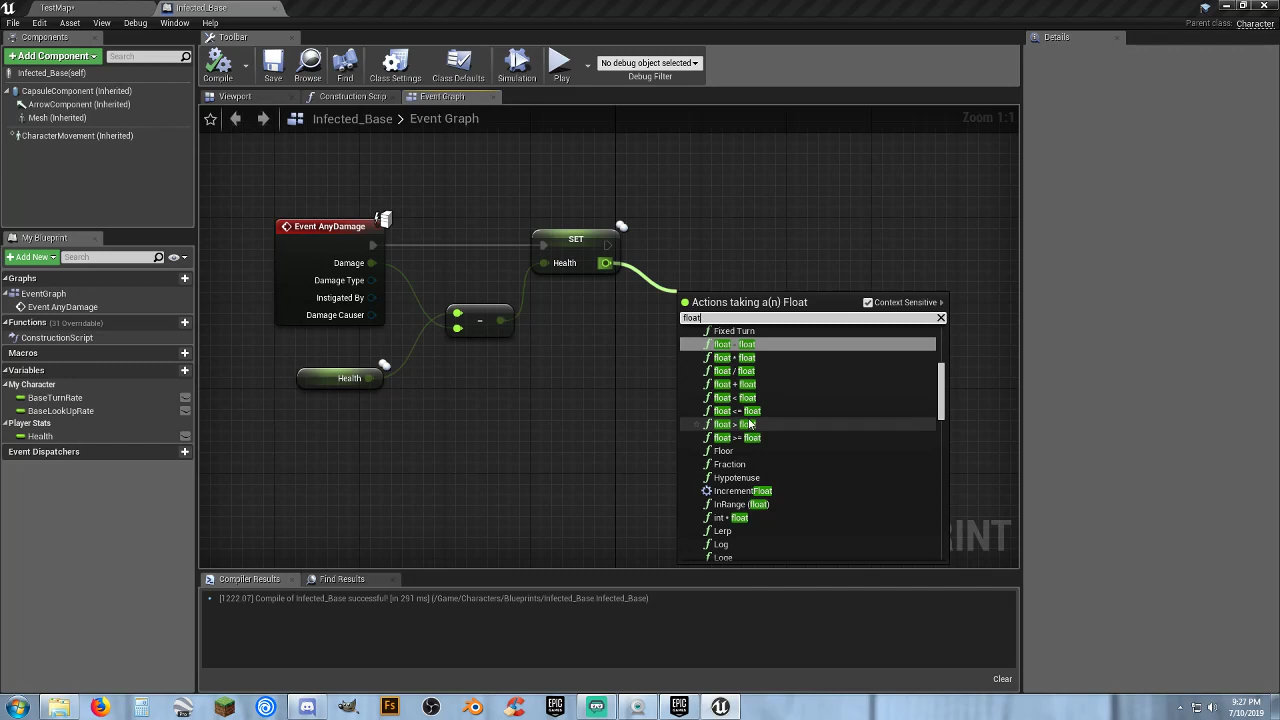 TestMap*
Infected_Base
File Edit Asset View Debug Window Help
Parent class: Character
Components
Toolbar
Details
+ Add Component
Search
Infected_Base(self)
CapsuleComponent (Inherited)
ArrowComponent (Inherited)
Mesh (Inherited)
CharacterMovement (Inherited)
Compile
Save
Browse
Find
Class Settings
Class Defaults
Simulation
Play
No debug object selected
Debug Filter
Viewport
Construction Scrip
Event Graph
Infected_Base > Event Graph
Zoom 1:1
My Blueprint
+ Add New
Search
Graphs
EventGraph
Event AnyDamage
Functions (31 Overridable)
ConstructionScript
Macros
Variables
My Character
BaseTurnRate
BaseLookUpRate
Player Stats
Health
Event Dispatchers
Event AnyDamage
Damage
Damage Type
Instigated By
Damage Causer
Health
-
SET
Health
Actions taking a(n) Float
Context Sensitive
float
Fixed Turn
float - float
float * float
float / float
float + float
float < float
float <= float
float > float
float >= float
Floor
Fraction
Hypotenuse
IncrementFloat
InRange (float)
int * float
Lerp
Log
Loge
INT
Compiler Results
Find Results
[1222.07] Compile of Infected_Base successful! [in 291 ms] (/Game/Characters/Blueprints/Infected_Base.Infected_Base)
Clear
Fs
EPIC GAMES
EPIC GAMES
9:27 PM
7/10/2019